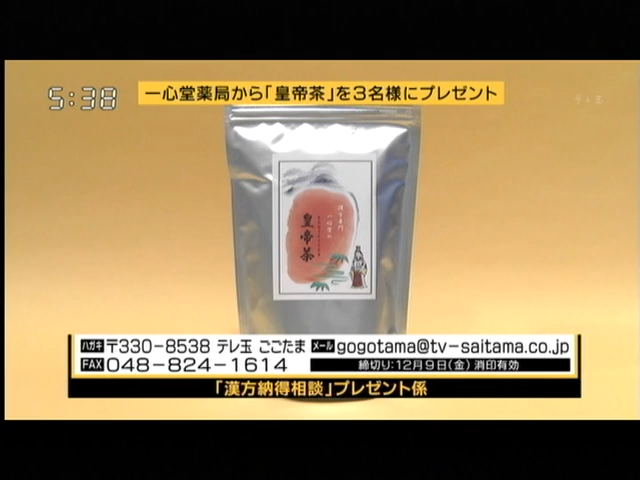 一心堂薬局から「皇帝茶」を3名様にプレゼント
5:38
テレ玉
皇帝茶
ハガキ 〒330-8538 テレ玉 ごごたま
メール gogotama@tv-saitama.co.jp
FAX 048-824-1614
締切り:12月9日(金) 消印有効
「漢方納得相談」プレゼント係